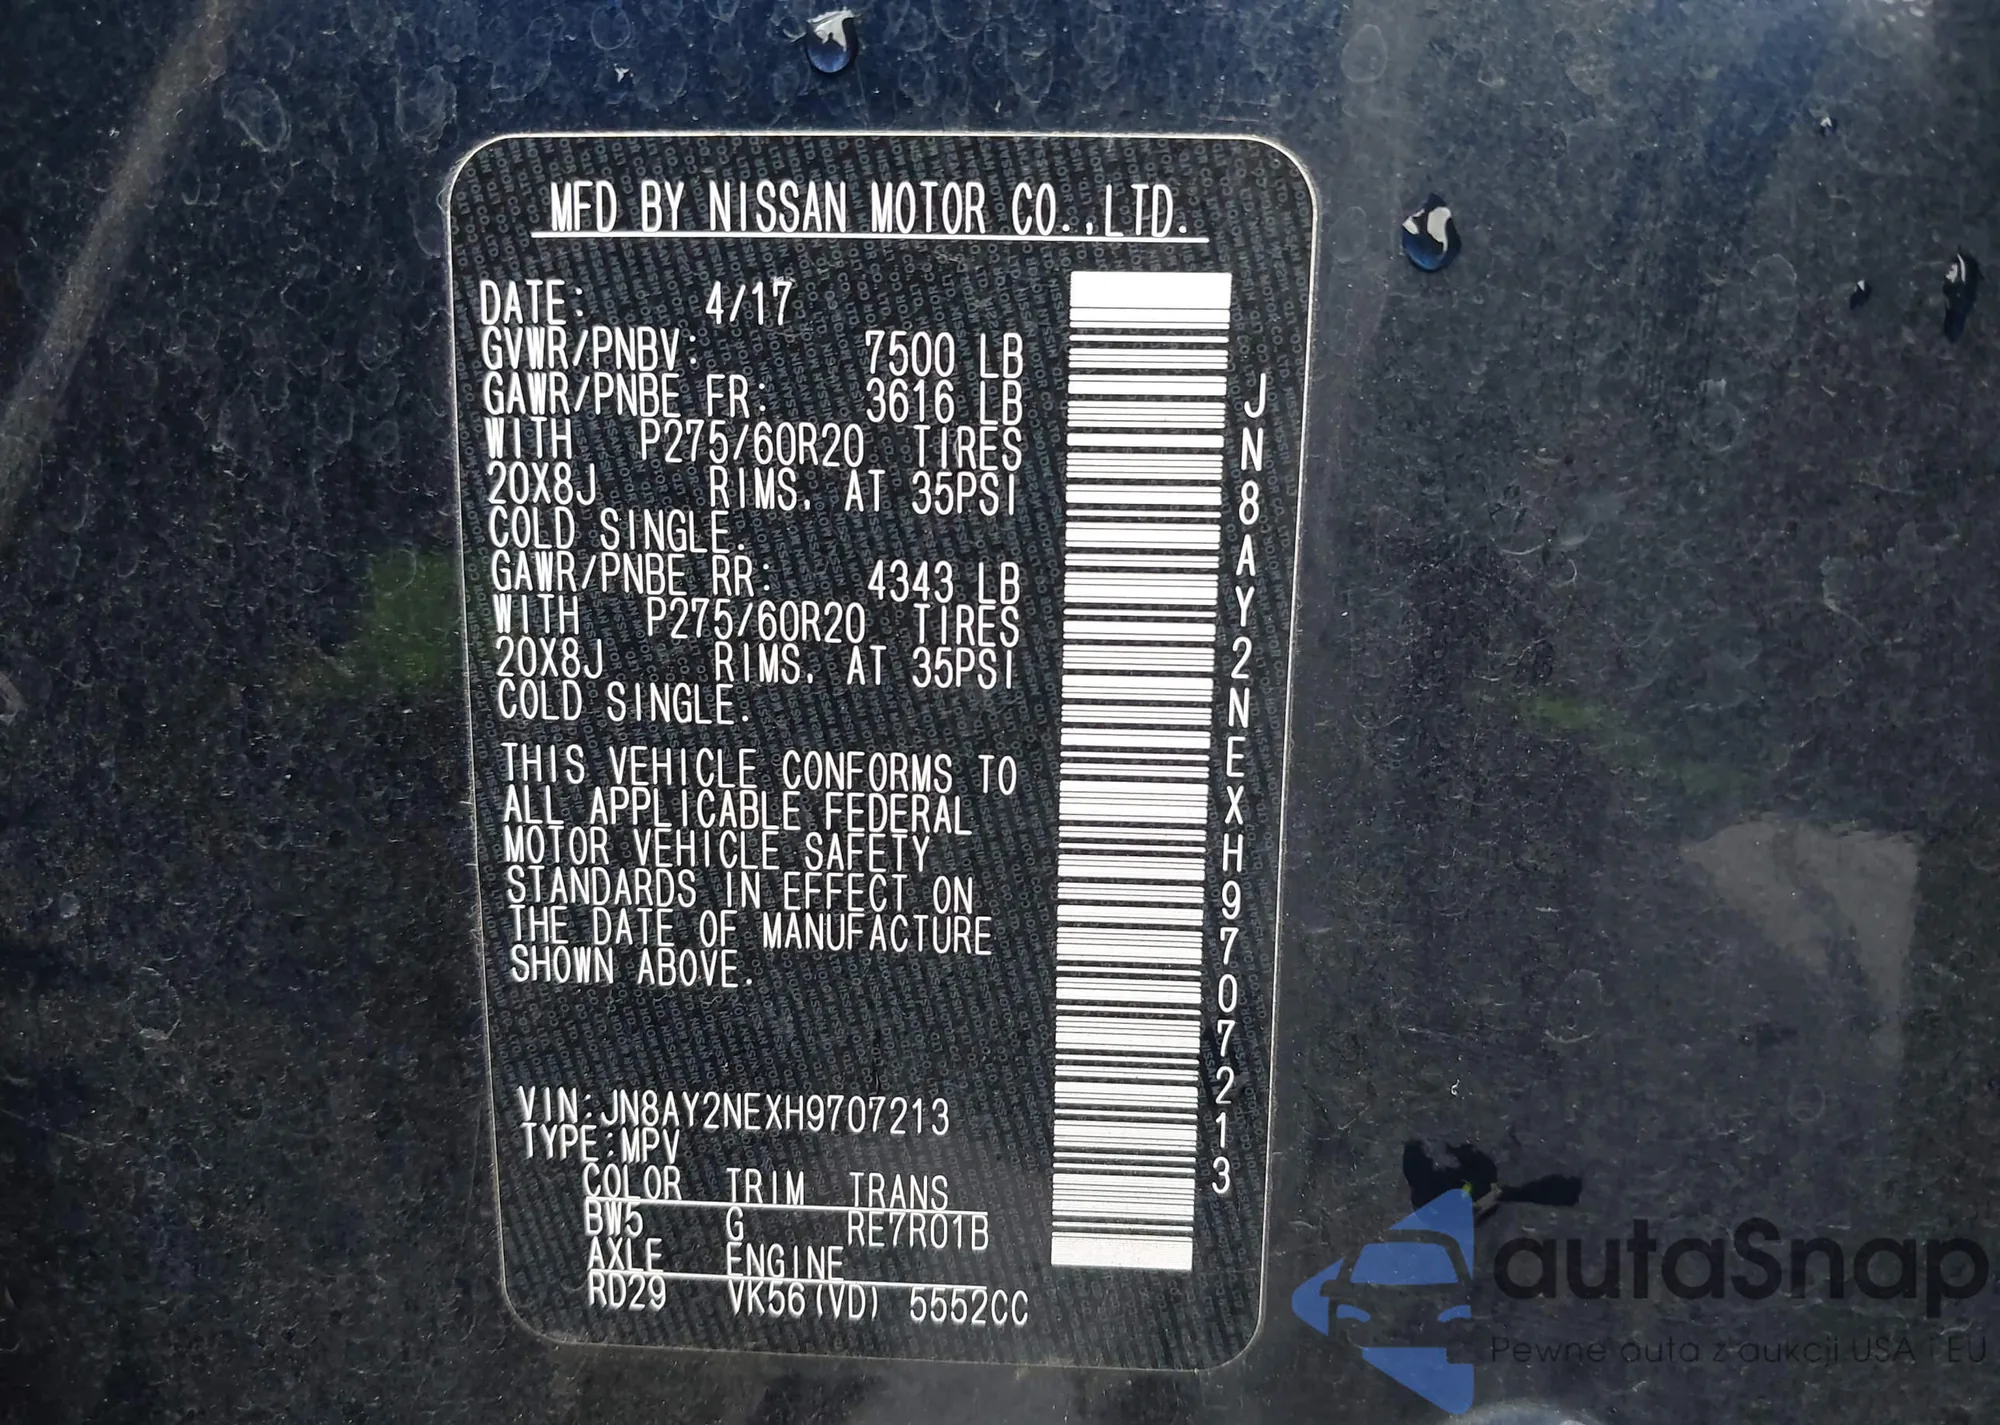 MFD BY NISSAN MOTOR CO.,LTD.
DATE: 4/17
GVWR/PNBV: 7500 LB
GAWR/PNBE FR: 3616 LB
WITH P275/60R20 TIRES
20X8J RIMS, AT 35PSI
COLD SINGLE.
GAWR/PNBE RR: 4343 LB
WITH P275/60R20 TIRES
20X8J RIMS, AT 35PSI
COLD SINGLE.
THIS VEHICLE CONFORMS TO
ALL APPLICABLE FEDERAL
MOTOR VEHICLE SAFETY
STANDARDS IN EFFECT ON
THE DATE OF MANUFACTURE
SHOWN ABOVE.
VIN:JN8AY2NEXH9707213
TYPE:MPV
COLOR TRIM TRANS
BW5 G RE7R01B
AXLE ENGINE
RD29 VK56(VD) 5552CC
JN8AY2NEXH9707213
autaSnap
Pewne auta z aukcji USA i EU